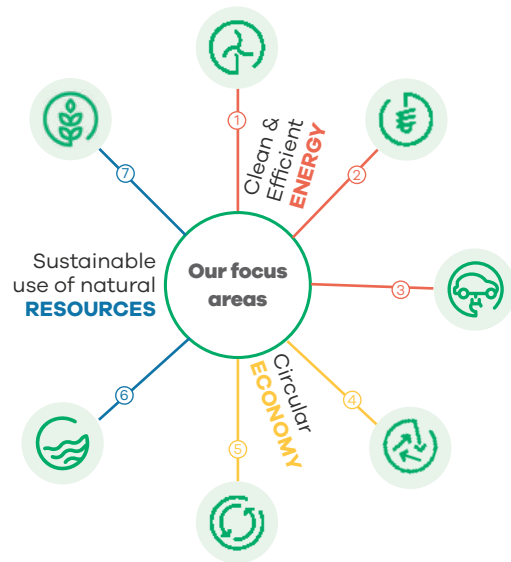 1
Clean &
Efficient
ENERGY
2
7
Our focus
areas
Sustainable
use of natural
RESOURCES
3
Circular
ECONOMY
6
4
5